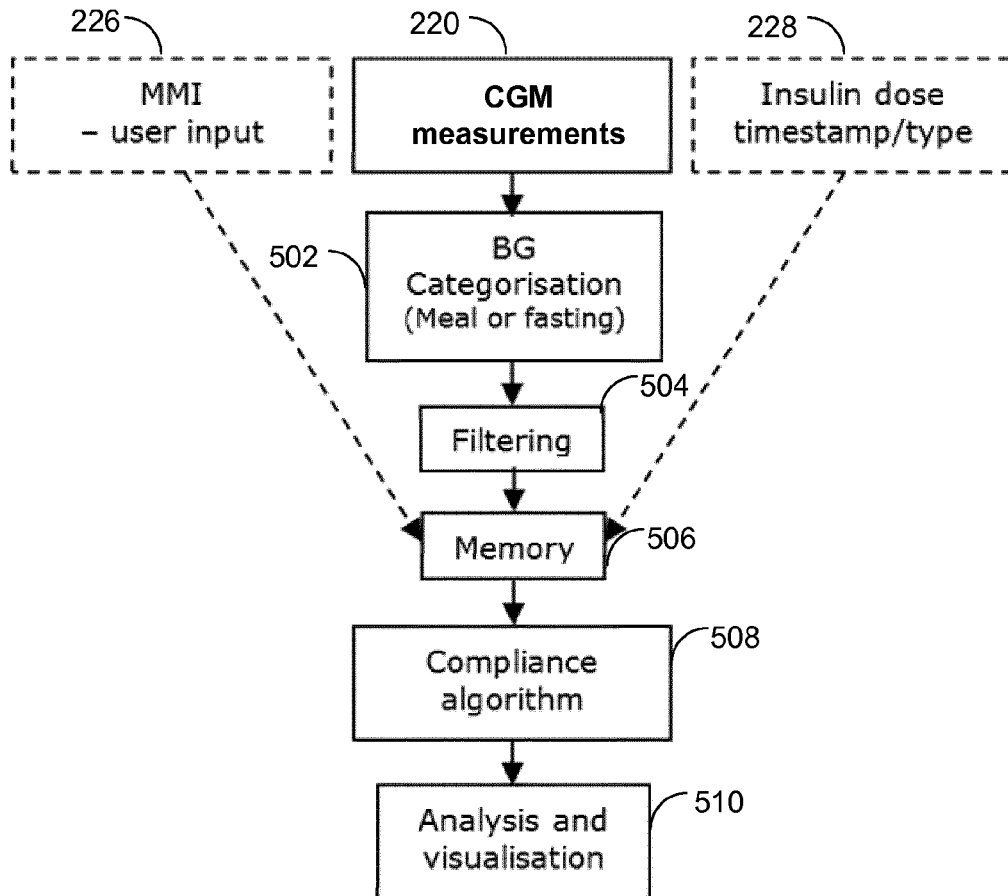 226
220
228
MMI
– user input
CGM
measurements
Insulin dose
timestamp/type
502
BG
Categorisation
(Meal or fasting)
504
Filtering
Memory
506
Compliance
algorithm
508
Analysis and
visualisation
510